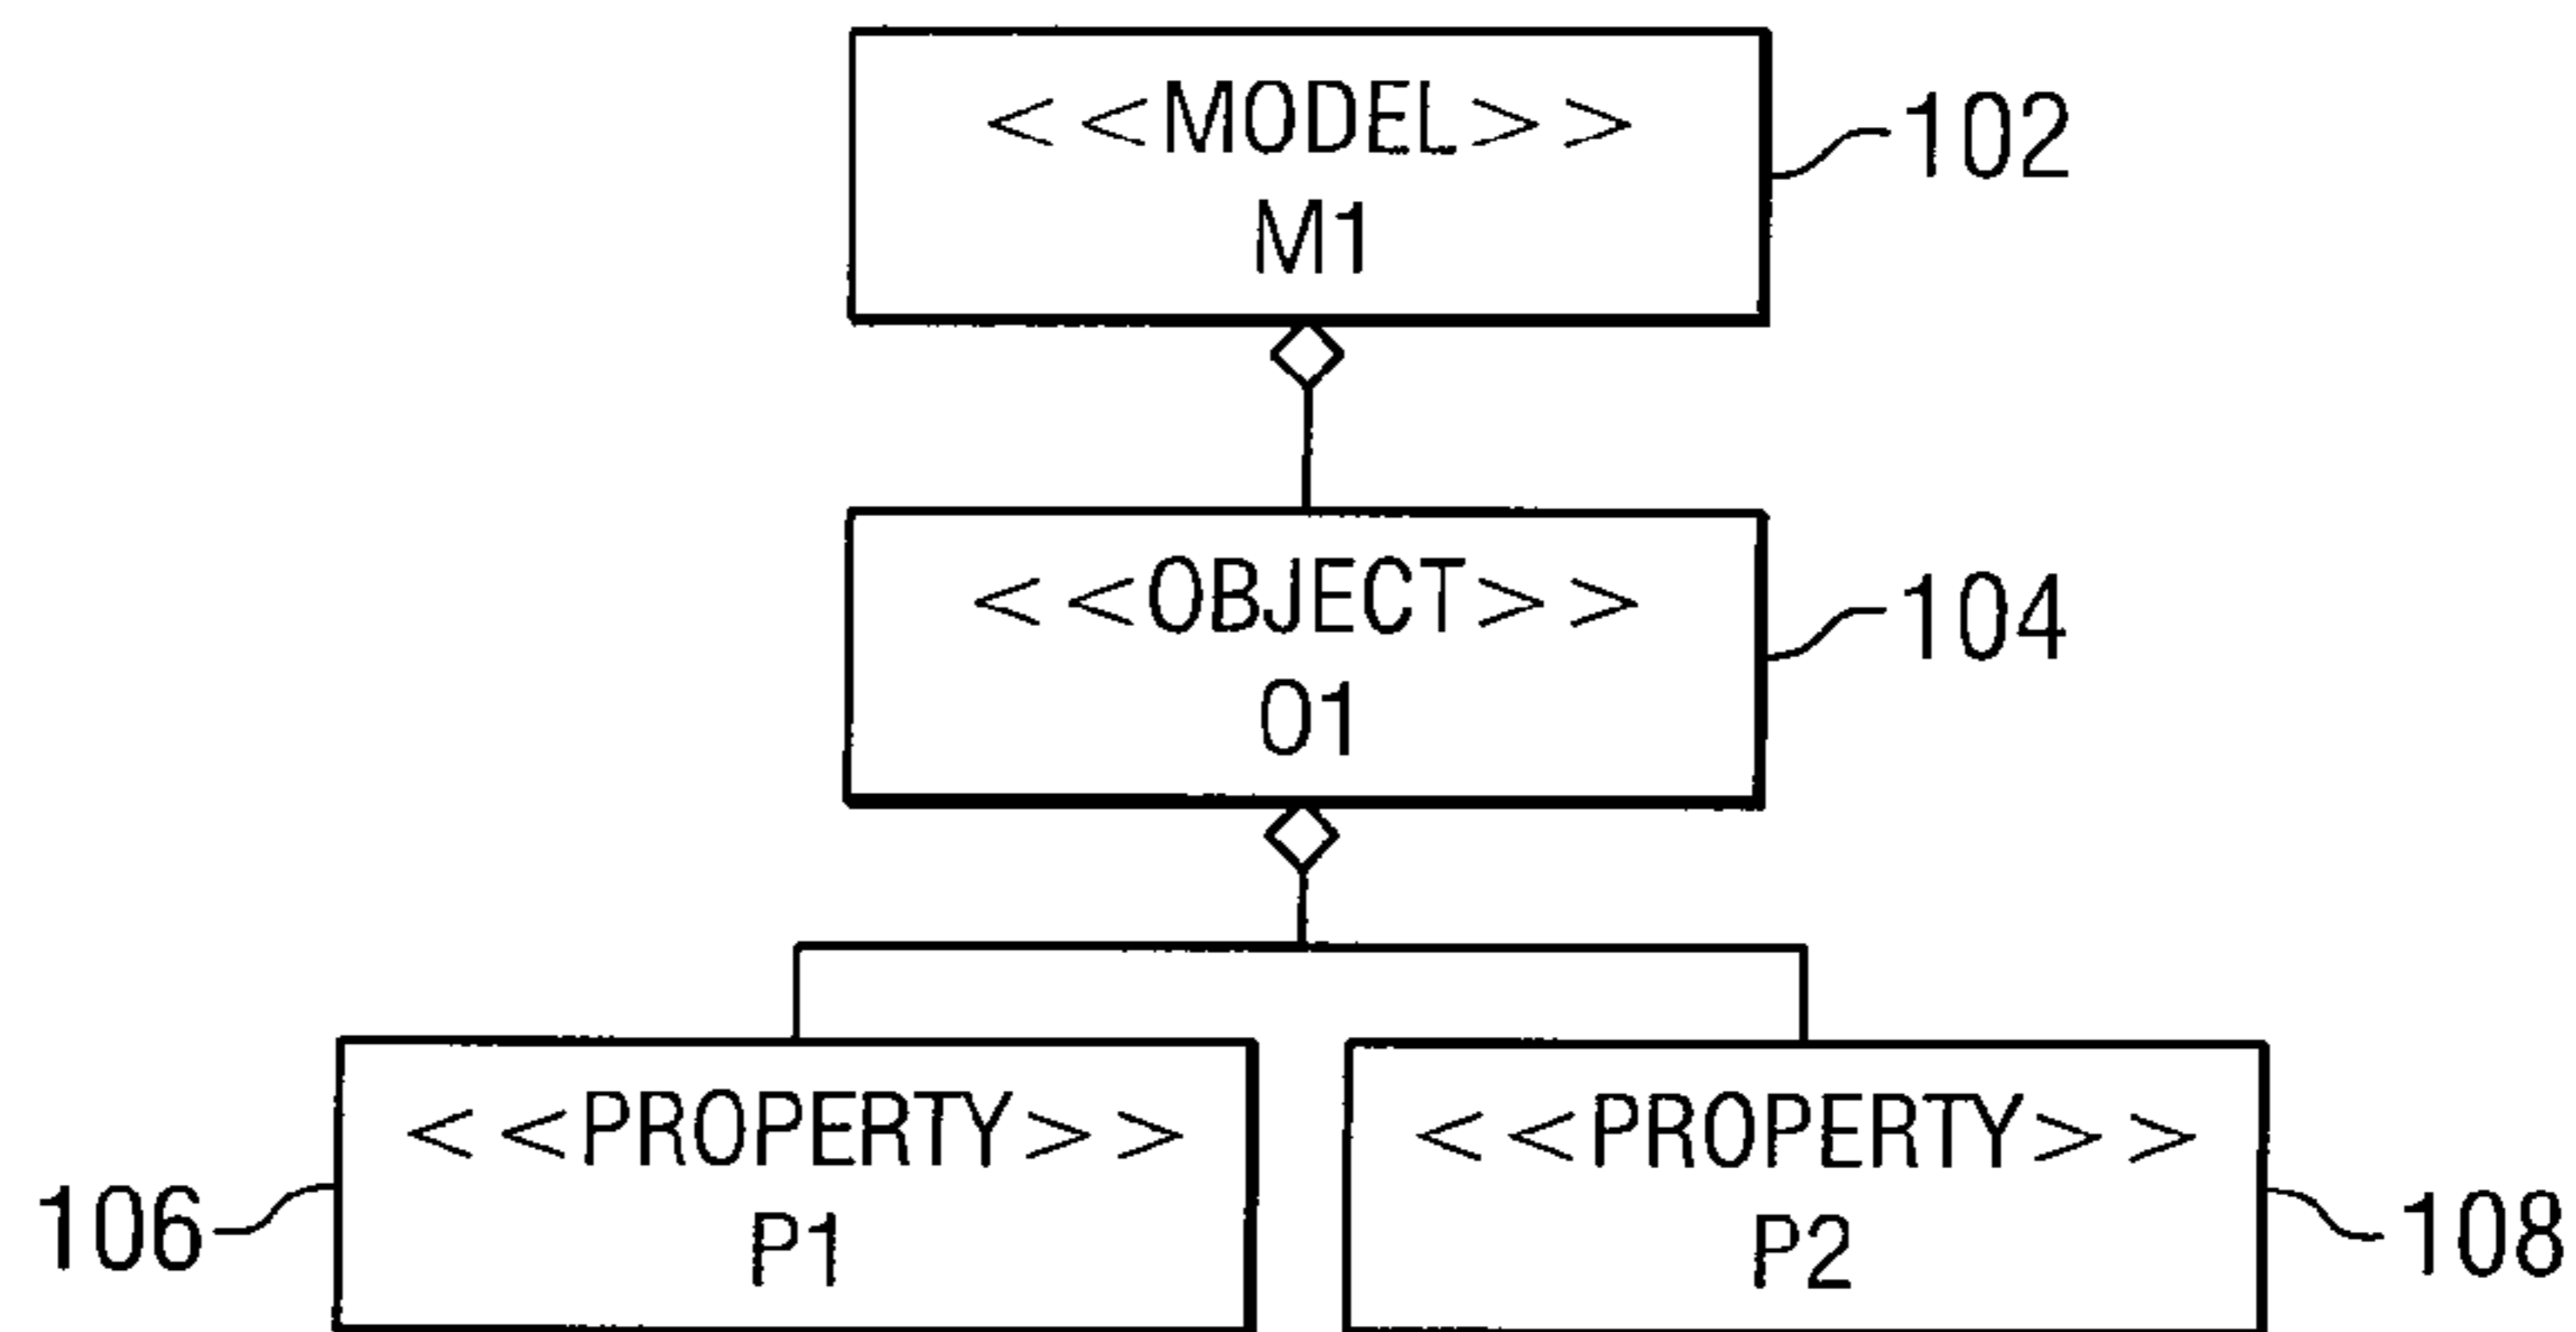 <<MODEL>>
M1
102
<<OBJECT>>
O1
104
<<PROPERTY>>
P1
106
<<PROPERTY>>
P2
108